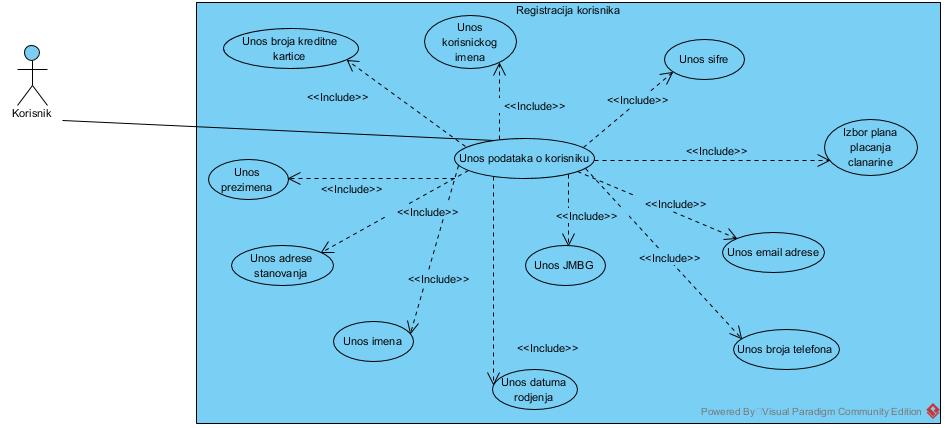 Registracija korisnika
Unos broja kreditne
kartice
Unos
korisnickog
imena
Unos sifre
Korisnik
<<Include>>
<<Include>>
<<Include>>
Izbor plana
placanja
clanarine
<<Include>>
Unos podataka o korisniku
Unos
prezimena
<<Include>>
<<Include>>
<<Include>>
<<Include>>
Unos adrese
stanovanja
Unos JMBG
Unos email adrese
<<Include>>
<<Include>>
Unos imena
Unos broja telefona
<<Include>>
Unos datuma
rodjenja
Powered By Visual Paradigm Community Edition